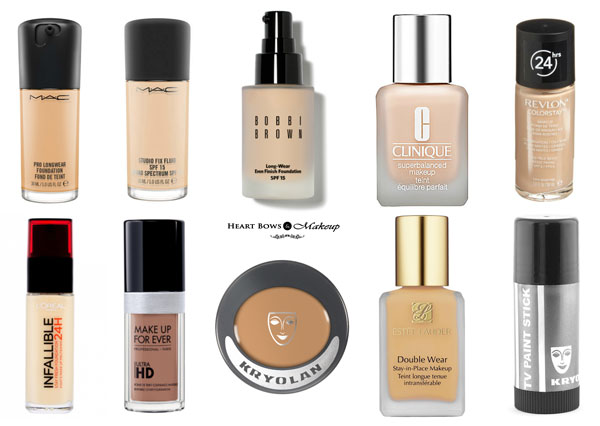 MAC
PRO LONGWEAR
FOUNDATION
FOND DE TEINT
MAC
STUDIO FIX FLUID
SPF 15
BOBBI
BROWN
Long-Wear
Even Finish Foundation
SPF 15
CLINIQUE
superbalanced
makeup
teint
équilibre parfait
24 hrs
REVLON
COLORSTAY
HEART BOWS & Makeup
INFALLIBLE
24H
MAKE UP
FOR EVER
ULTRA
HD
KRYOLAN
ESTEE LAUDER
Double Wear
Stay-in-Place Makeup
Teint longue tenue
intransférable
TV PAINT STICK
KRYO